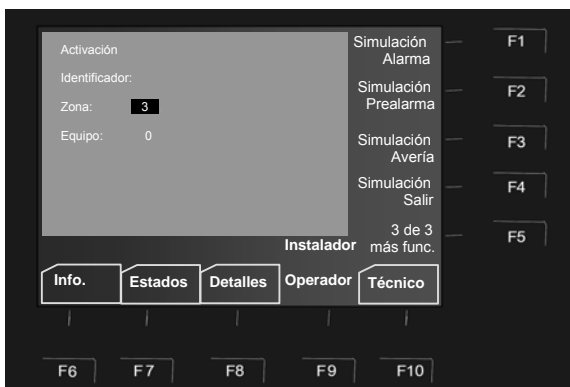 Activación
Identificador:
Zona: 3
Equipo: 0
Simulación
Alarma
Simulación
Prealarma
Simulación
Avería
Simulación
Salir
3 de 3
más func.
Instalador
Info. Estados Detalles Operador Técnico
F1
F2
F3
F4
F5
F6 F7 F8 F9 F10